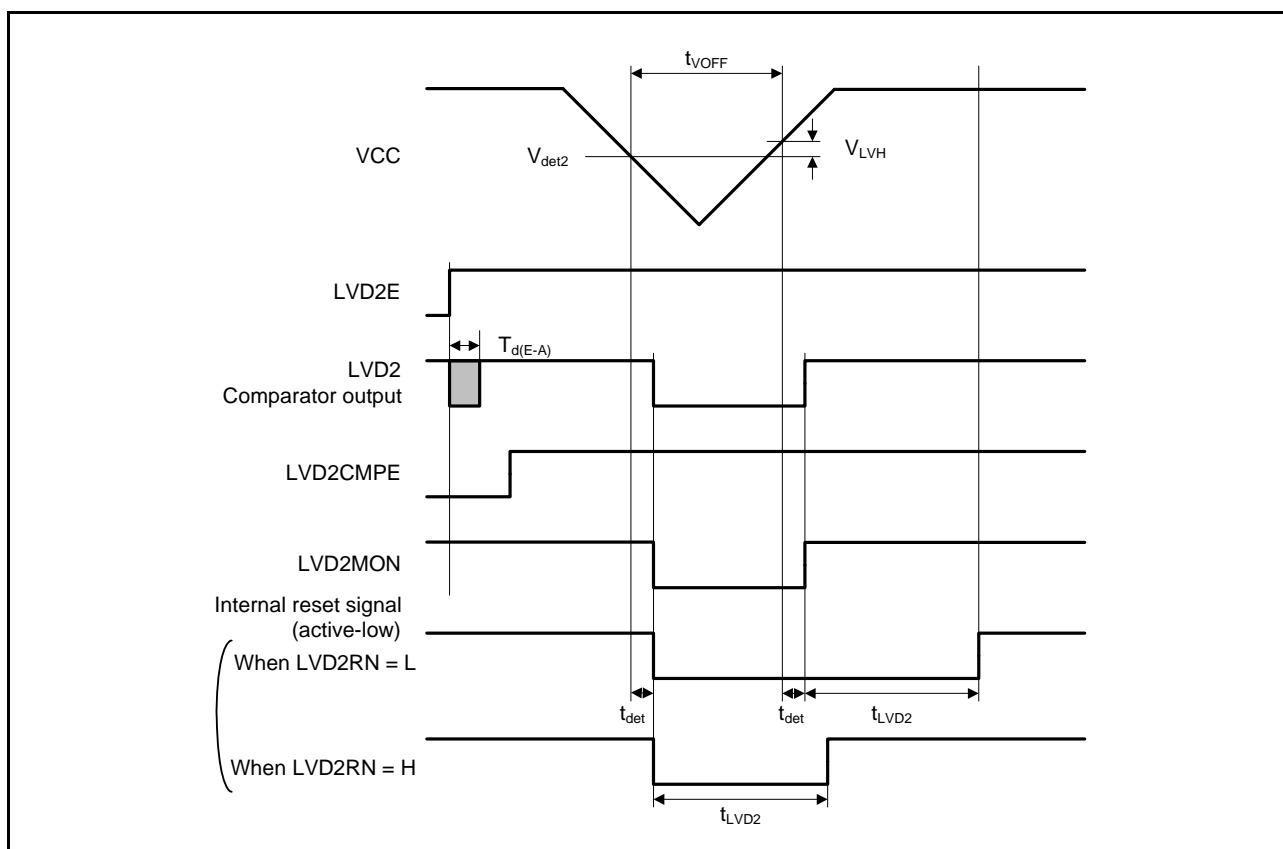 tVOFF
VCC
Vdet2
VLVH
LVD2E
Td(E-A)
LVD2
Comparator output
LVD2CMPE
LVD2MON
Internal reset signal
(active-low)
When LVD2RN = L
tdet
tdet
tLVD2
When LVD2RN = H
tLVD2